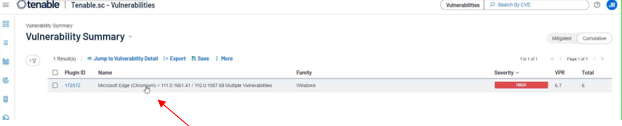 tenable | Tenable.sc - Vulnerabilities Vulnerabilities Search By CVE JR
Vulnerability Summary
Vulnerability Summary Mitigated Cumulative
1 Result(s) Jump to Vulnerability Detail Export Save More 1 to 1 of 1 Page 1 of 1
Plugin ID Name Family Severity VPR Total
Microsoft Edge (Chromium) < 111.0.1661.41 / 110.0.1587.69 Multiple Vulnerabilities Windows HIGH 6.7 6